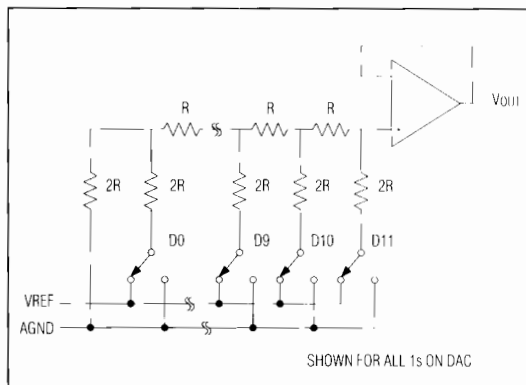 VOUT
R R R
2R 2R 2R 2R 2R
D0 D9 D10 D11
VREF
AGND
SHOWN FOR ALL 1s ON DAC